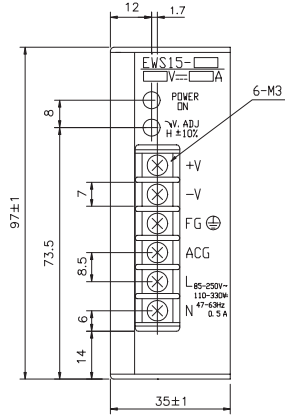 12
1.7
EWS15-
V A
POWER
ON
V.ADJ
H ±10%
6-M3
+V
-V
FG
ACG
L
85-250V~
110-330V
N
47-63Hz
0.5A
8
7
8.5
6
14
73.5
97±1
35±1